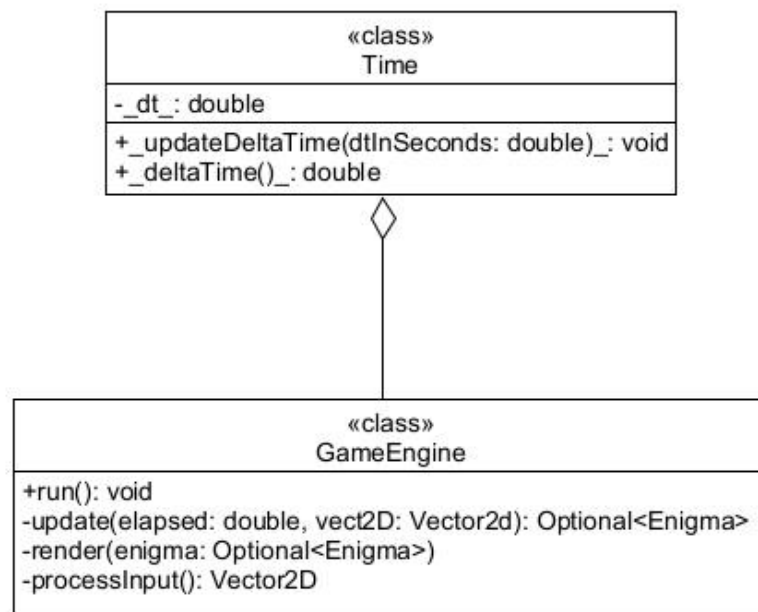 «class»
Time
-_dt_: double
+_updateDeltaTime(dtInSeconds: double)_: void
+_deltaTime()_: double
«class»
GameEngine
+run(): void
-update(elapsed: double, vect2D: Vector2d): Optional<Enigma>
-render(enigma: Optional<Enigma>)
-processInput(): Vector2D